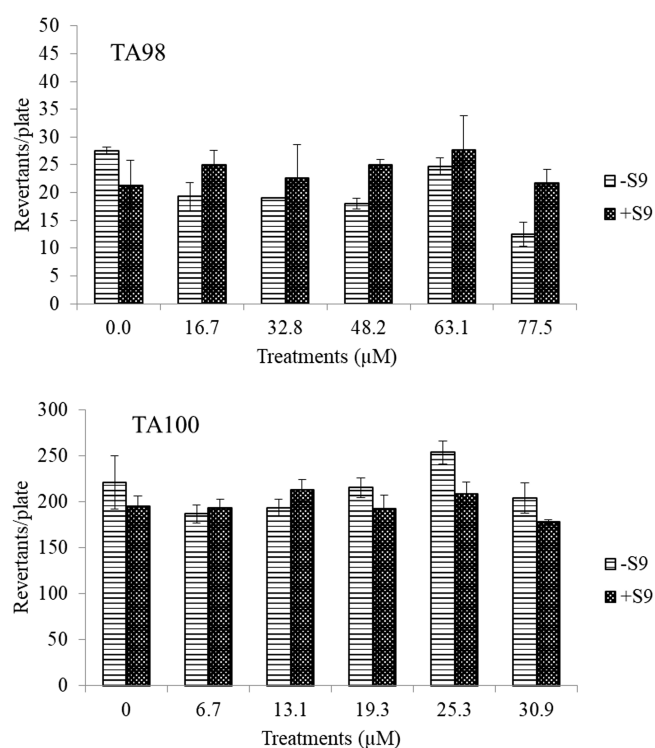 TA98
50
45
40
35
30
25
20
15
10
5
0
Revertants/plate
0.0 16.7 32.8 48.2 63.1 77.5
Treatments (µM)
-S9
+S9
TA100
300
250
200
150
100
50
0
Revertants/plate
0 6.7 13.1 19.3 25.3 30.9
Treatments (µM)
-S9
+S9